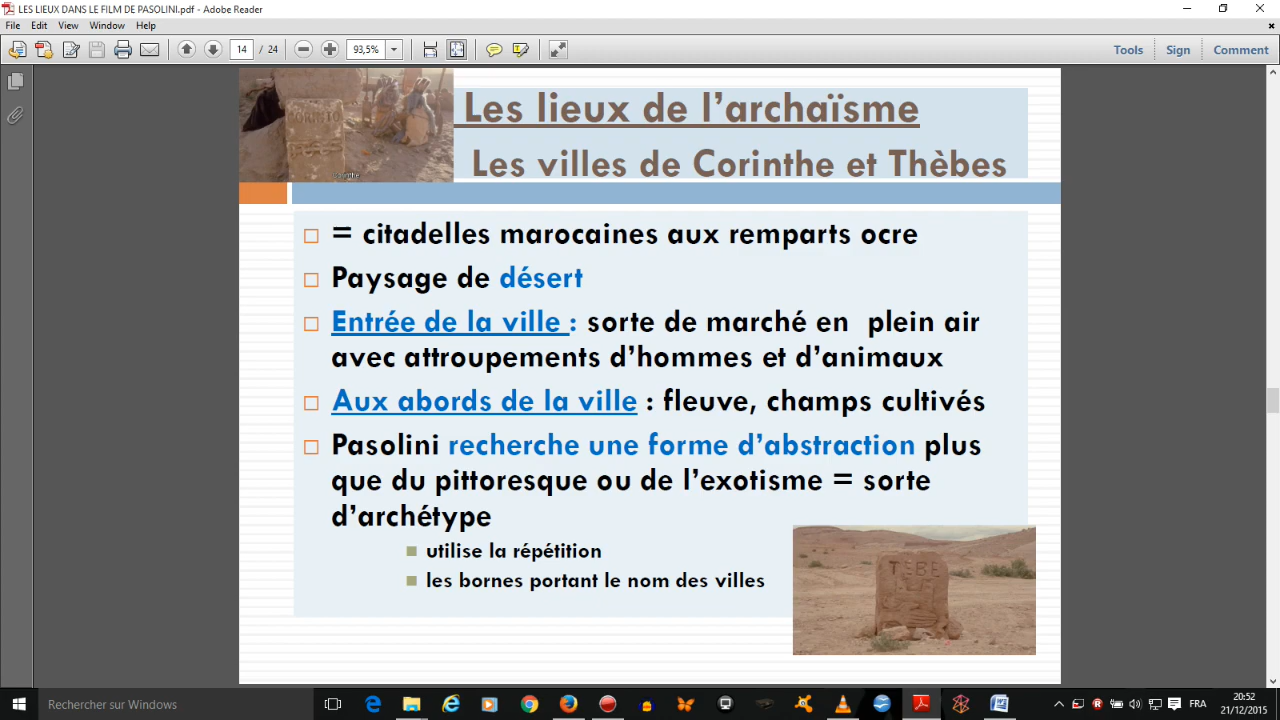 LES LIEUX DANS LE FILM DE PASOLINI.pdf - Adobe Reader
File Edit View Window Help
14 / 24 93,5% Tools Sign Comment
Les lieux de l’archaïsme
Les villes de Corinthe et Thèbes
CORINTO
Corinthe
= citadelles marocaines aux remparts ocre
Paysage de désert
Entrée de la ville : sorte de marché en plein air
avec attroupements d’hommes et d’animaux
Aux abords de la ville : fleuve, champs cultivés
Pasolini recherche une forme d’abstraction plus
que du pittoresque ou de l’exotisme = sorte
d’archétype
utilise la répétition
les bornes portant le nom des villes
TEBE
Rechercher sur Windows
FRA
20:52
21/12/2015